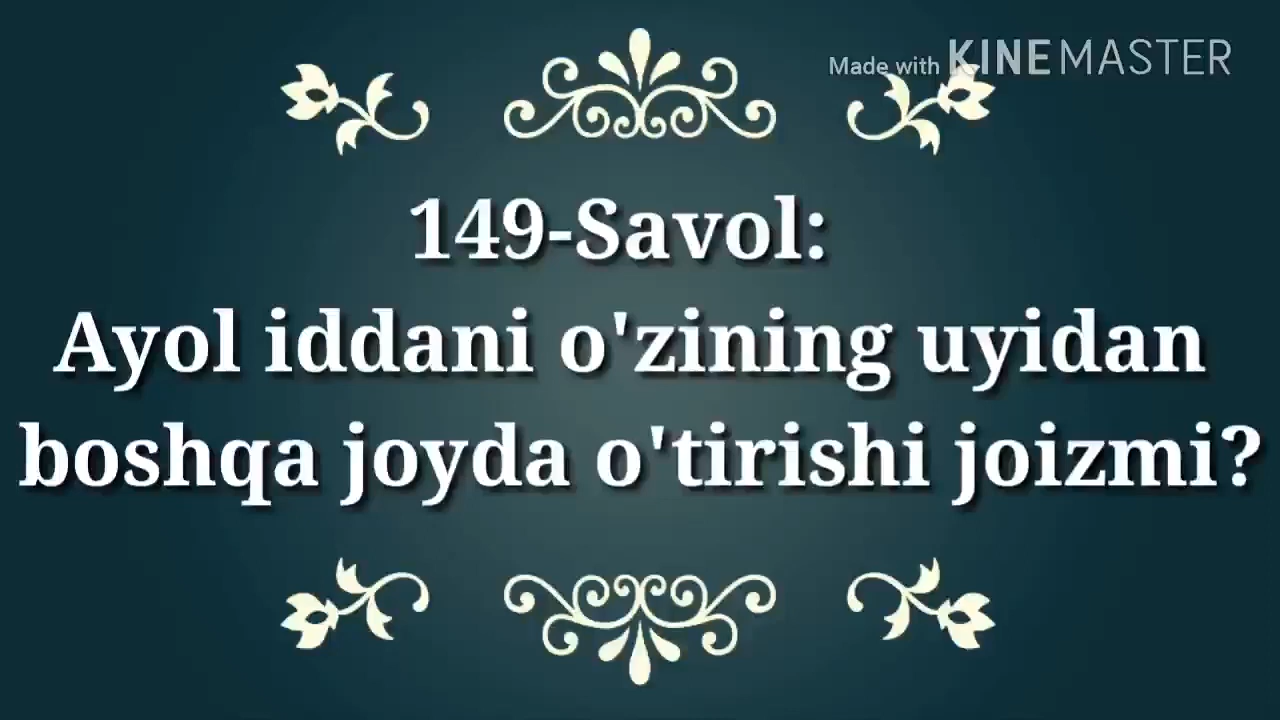 Made with KINEMASTER
149-Savol:
Ayol iddani o'zining uyidan
boshqa joyda o'tirishi joizmi?